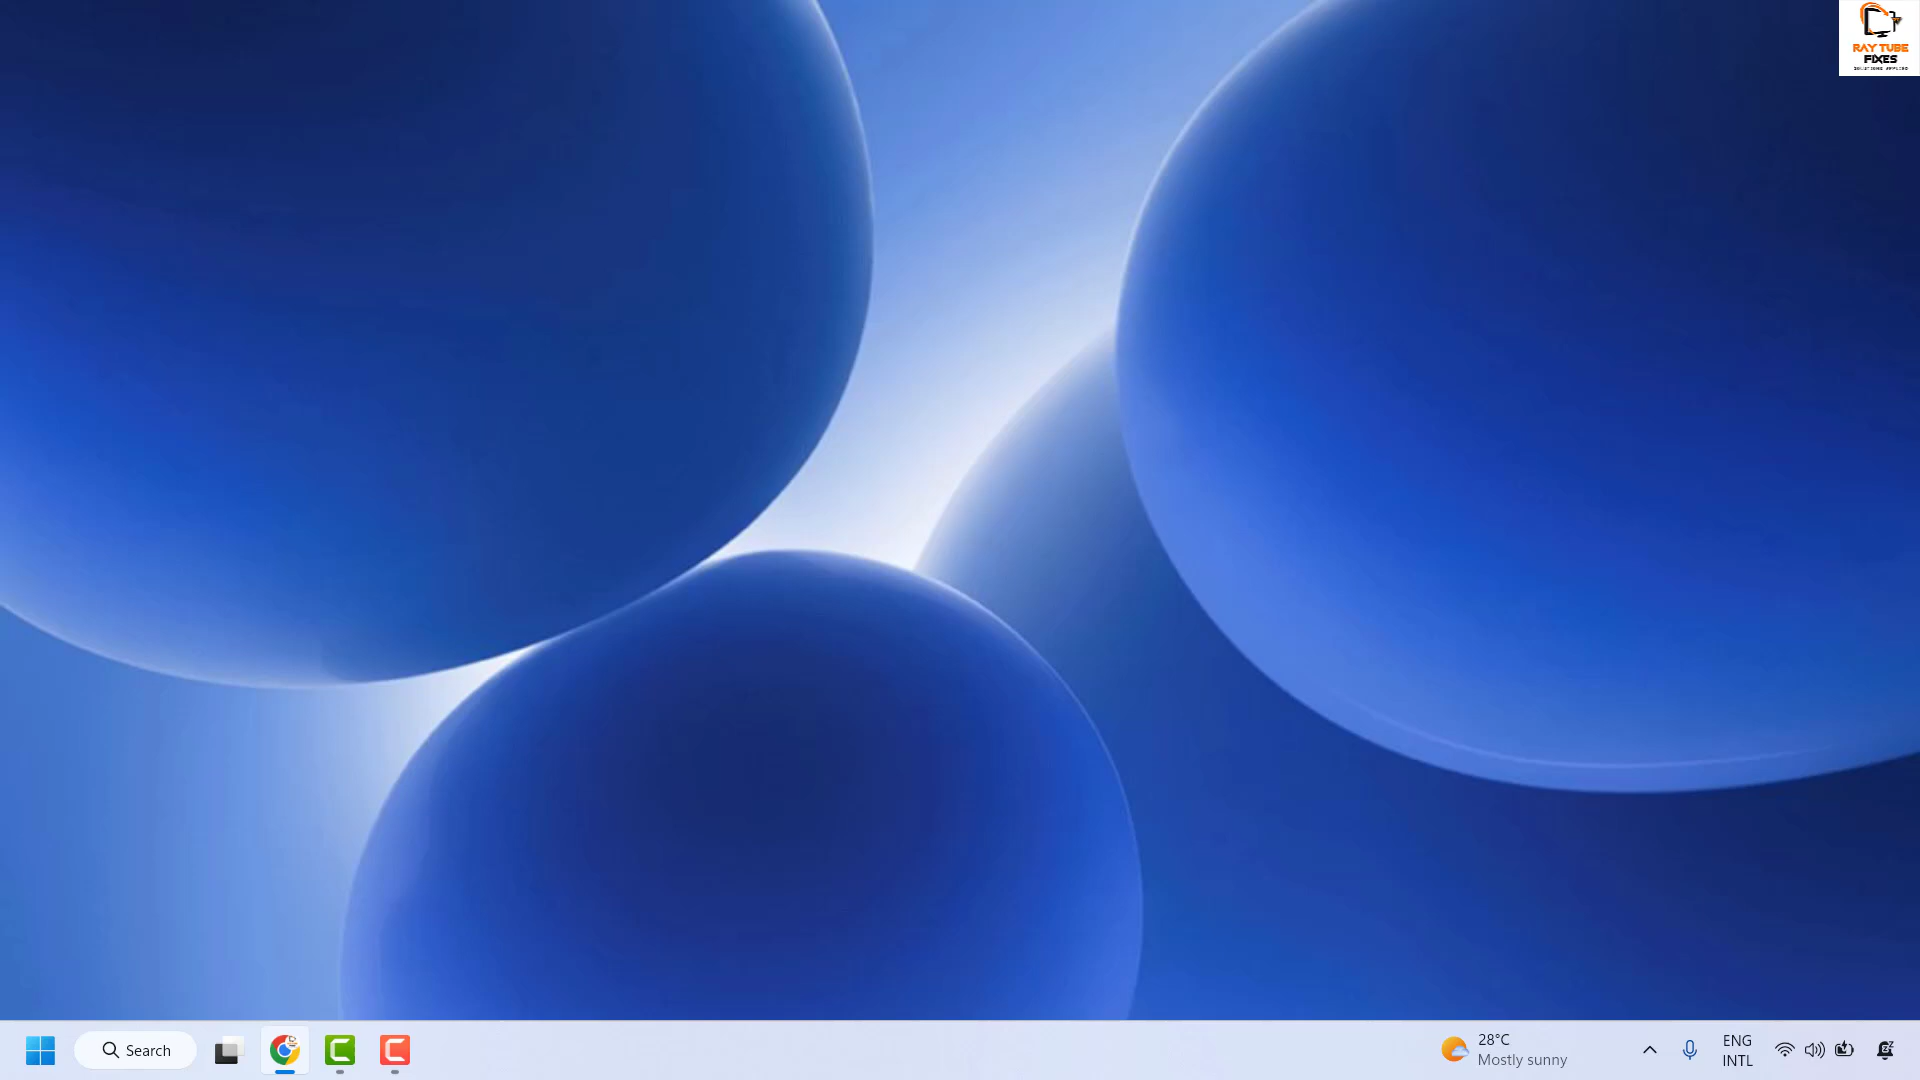 RAY TUBE
FIXES
Search
28°C
Mostly sunny
ENG
INTL